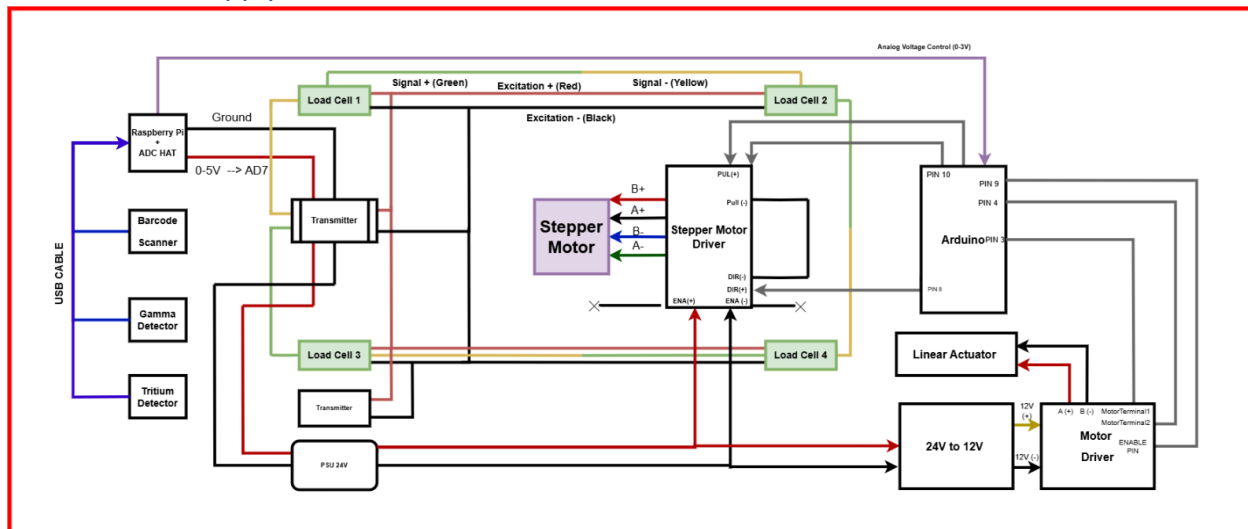 Analog Voltage Control (0-3V)
Signal + (Green)
Excitation + (Red)
Signal - (Yellow)
Load Cell 1
Load Cell 2
Excitation - (Black)
Ground
Raspberry Pi
+
ADC HAT
0-5V --> AD7
Transmitter
Barcode
Scanner
USB CABLE
Gamma
Detector
Tritium
Detector
Load Cell 3
Load Cell 4
Transmitter
PSU 24V
Stepper
Motor
B+
A+
B-
A-
PUL(+)
Pull (-)
Stepper Motor
Driver
DIR(-)
DIR(+)
ENA(+)
ENA (-)
PIN 10
PIN 9
PIN 4
Arduino
PIN 3
PIN 6
Linear Actuator
24V to 12V
12V
(+)
12V (-)
A (+)
B (-)
MotorTerminal1
MotorTerminal2
Motor
Driver
ENABLE
PIN